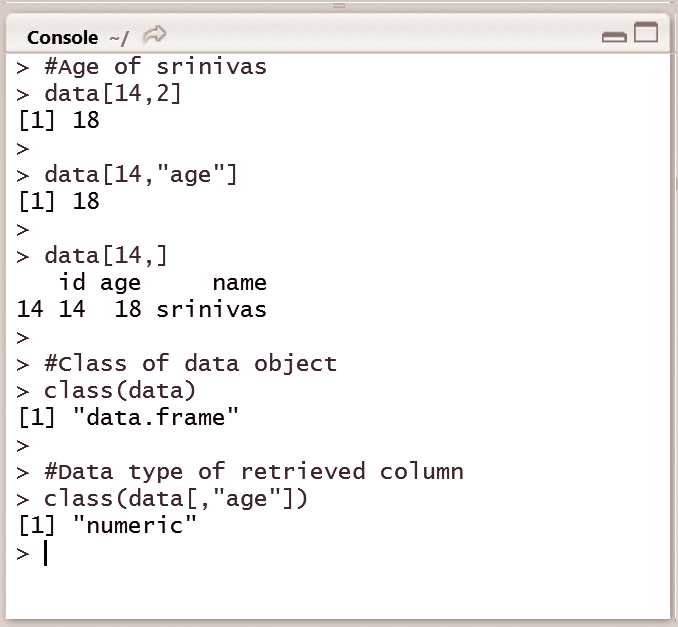 Console ~/
> #Age of srinivas
> data[14,2]
[1] 18
>
> data[14,"age"]
[1] 18
>
> data[14,]
   id age     name
14 14  18 srinivas
>
> #Class of data object
> class(data)
[1] "data.frame"
>
> #Data type of retrieved column
> class(data[,"age"])
[1] "numeric"
>